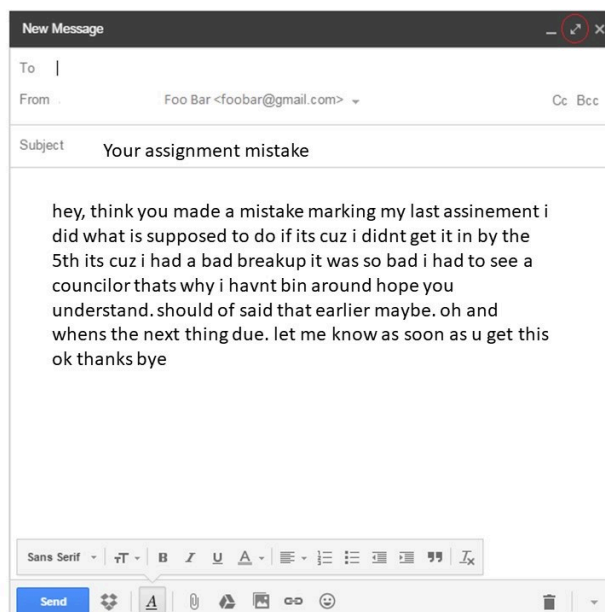 New Message
To
From Foo Bar <foobar@gmail.com> Cc Bcc
Subject Your assignment mistake
hey, think you made a mistake marking my last assinement i
did what is supposed to do if its cuz i didnt get it in by the
5th its cuz i had a bad breakup it was so bad i had to see a
councilor thats why i havnt bin around hope you
understand. should of said that earlier maybe. oh and
whens the next thing due. let me know as soon as u get this
ok thanks bye
Sans Serif TT B I U A Tx
Send A